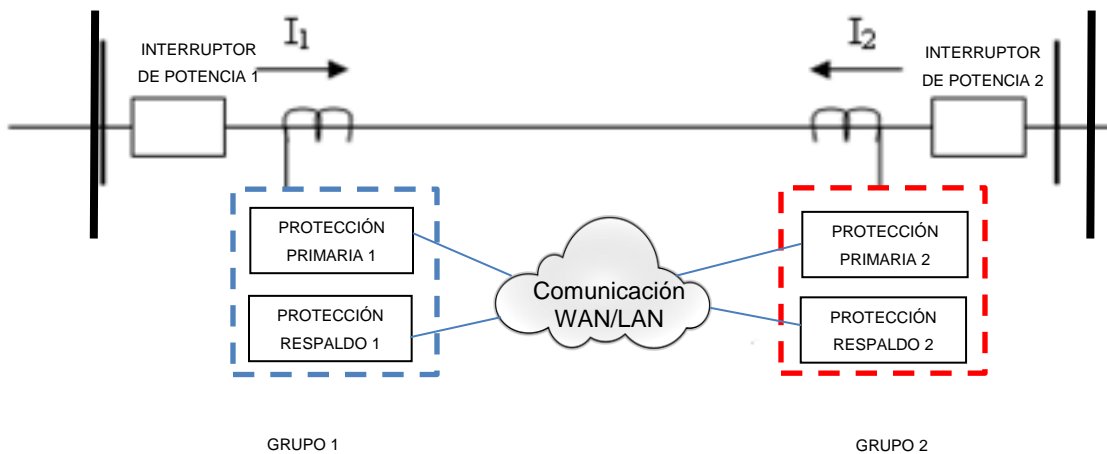 INTERRUPTOR
DE POTENCIA 1
I₁
I₂
INTERRUPTOR
DE POTENCIA 2
PROTECCIÓN
PRIMARIA 1
PROTECCIÓN
RESPALDO 1
Comunicación
WAN/LAN
PROTECCIÓN
PRIMARIA 2
PROTECCIÓN
RESPALDO 2
GRUPO 1
GRUPO 2